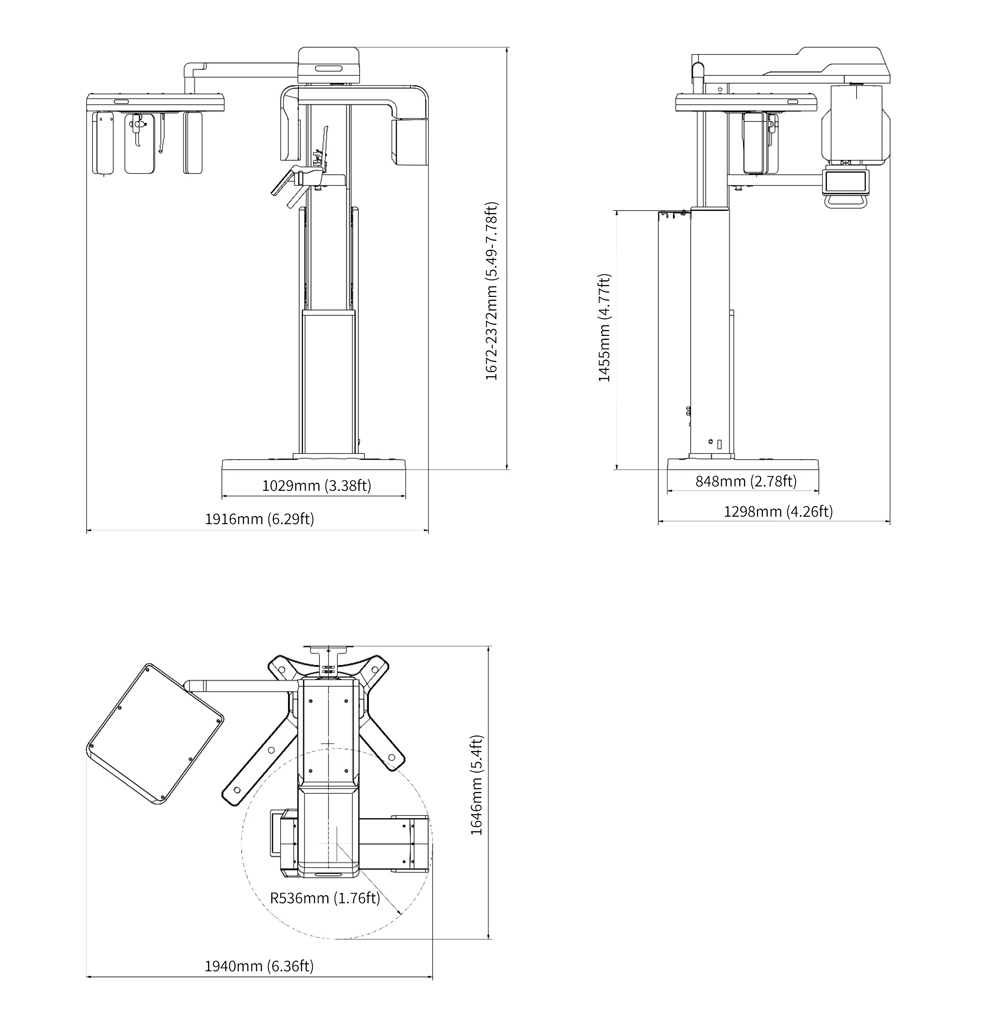 1672-2372mm (5.49-7.78ft)
1029mm (3.38ft)
1916mm (6.29ft)
1455mm (4.77ft)
848mm (2.78ft)
1298mm (4.26ft)
1646mm (5.4ft)
R536mm (1.76ft)
1940mm (6.36ft)